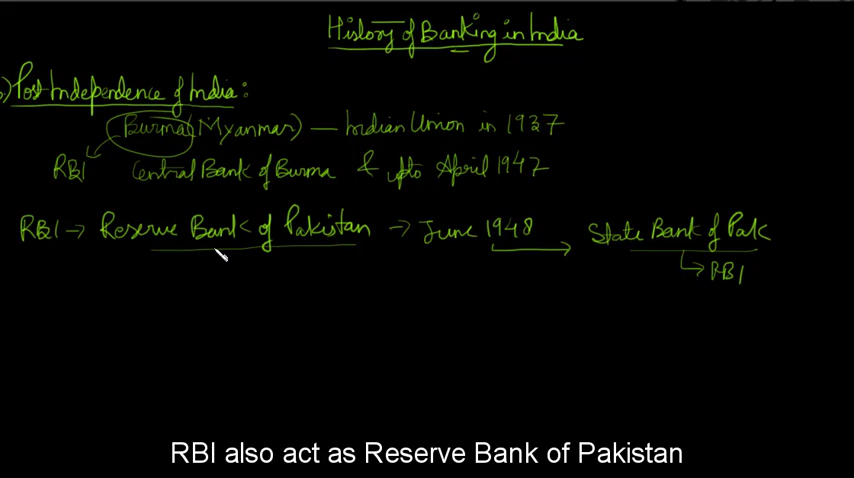 History of Banking in India
.) Post Independence of India:
Burma (Myanmar) — Indian Union in 1937
RBI Central Bank of Burma & upto April 1947
RBI → Reserve Bank of Pakistan → June 1948 → State Bank of Pak
→ RBI
RBI also act as Reserve Bank of Pakistan